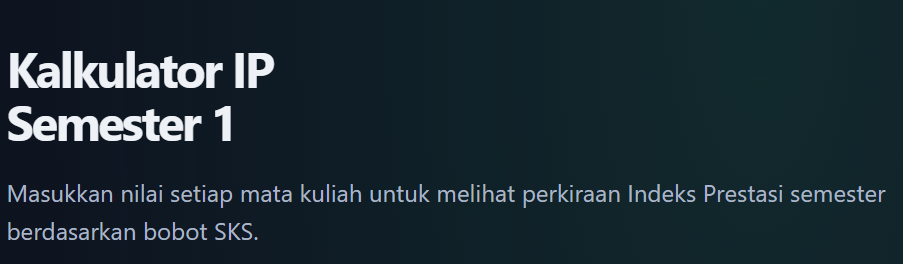 Kalkulator IP
Semester 1
Masukkan nilai setiap mata kuliah untuk melihat perkiraan Indeks Prestasi semester
berdasarkan bobot SKS.